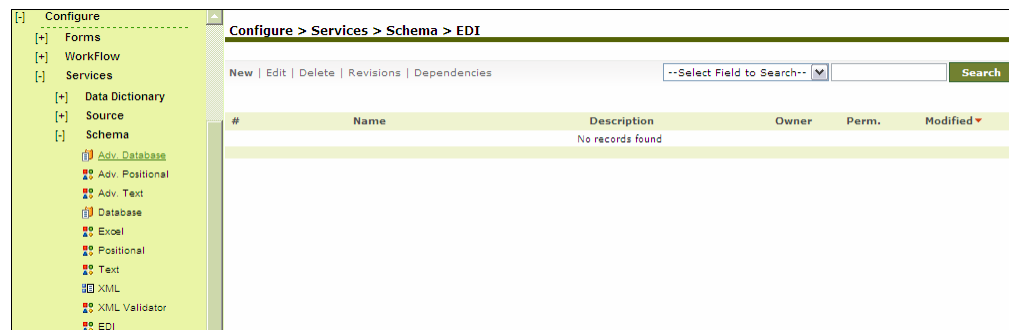 [-] Configure
[+] Forms
[+] WorkFlow
[-] Services
[+] Data Dictionary
[+] Source
[-] Schema
Adv. Database
Adv. Positional
Adv. Text
Database
Excel
Positional
Text
XML
XML Validator
EDI
Configure > Services > Schema > EDI
New | Edit | Delete | Revisions | Dependencies --Select Field to Search-- Search
# Name Description Owner Perm. Modified
No records found